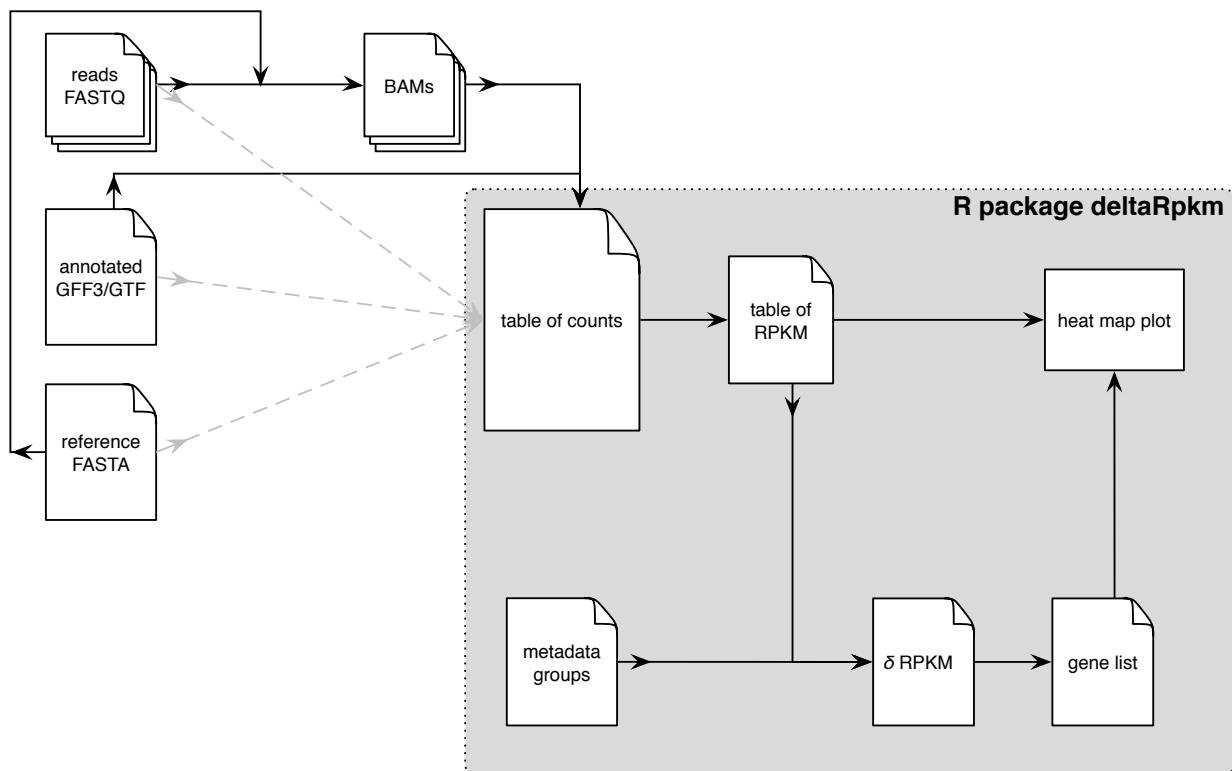 reads
FASTQ
BAMs
R package deltaRpkm
annotated
GFF3/GTF
table of counts
table of
RPKM
heat map plot
reference
FASTA
metadata
groups
δ RPKM
gene list